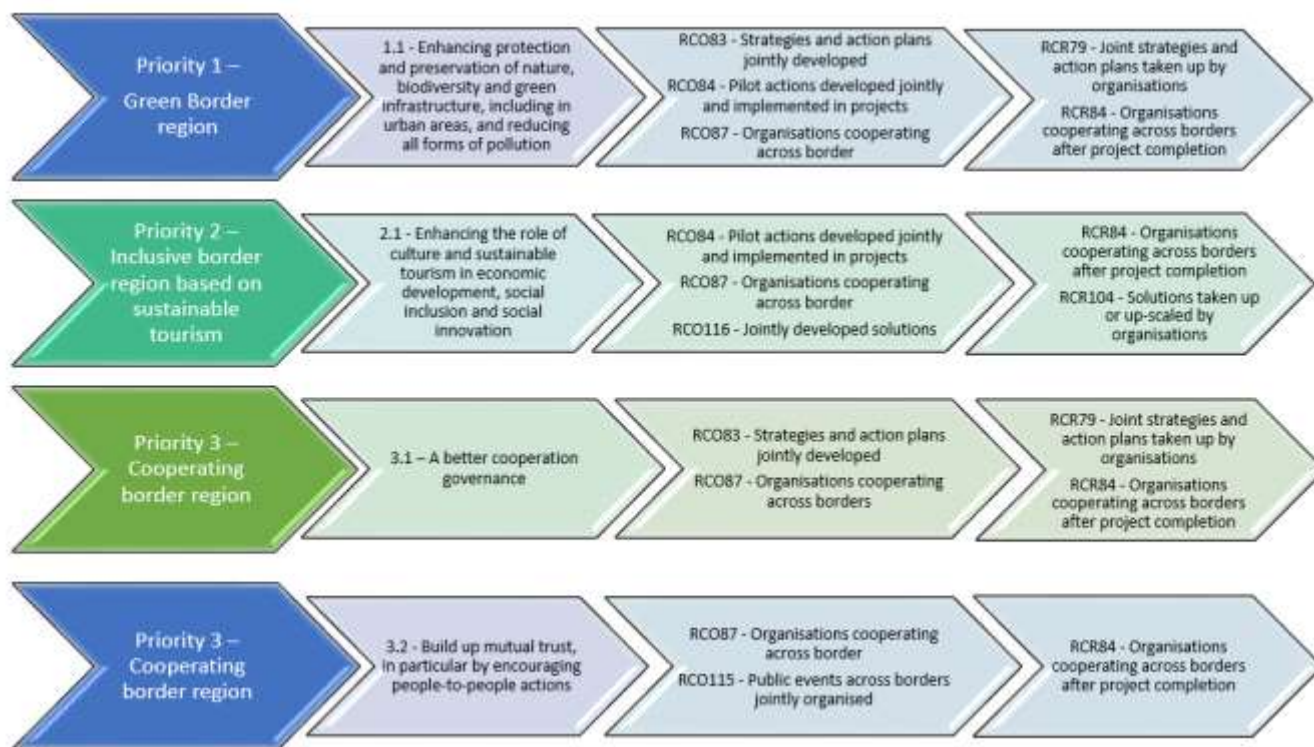 Priority 1 –
Green Border
region
1.1 - Enhancing protection
and preservation of nature,
biodiversity and green
infrastructure, including in
urban areas, and reducing
all forms of pollution
RCO83 - Strategies and action plans
jointly developed
RCO84 - Pilot actions developed jointly
and implemented in projects
RCO87 - Organisations cooperating
across border
RCR79 - Joint strategies and
action plans taken up by
organisations
RCR84 - Organisations
cooperating across borders
after project completion
Priority 2 –
Inclusive border
region based on
sustainable
tourism
2.1 - Enhancing the role of
culture and sustainable
tourism in economic
development, social
inclusion and social
innovation
RCO84 - Pilot actions developed jointly
and implemented in projects
RCO87 - Organisations cooperating
across border
RCO116 - Jointly developed solutions
RCR84 - Organisations
cooperating across borders
after project completion
RCR104 - Solutions taken up
or up-scaled by
organisations
Priority 3 –
Cooperating
border region
3.1 – A better cooperation
governance
RCO83 - Strategies and action plans
jointly developed
RCO87 - Organisations cooperating
across borders
RCR79 - Joint strategies and
action plans taken up by
organisations
RCR84 - Organisations
cooperating across borders
after project completion
Priority 3 –
Cooperating
border region
3.2 - Build up mutual trust,
in particular by encouraging
people-to-people actions
RCO87 - Organisations cooperating
across border
RCO115 - Public events across borders
jointly organised
RCR84 - Organisations
cooperating across borders
after project completion